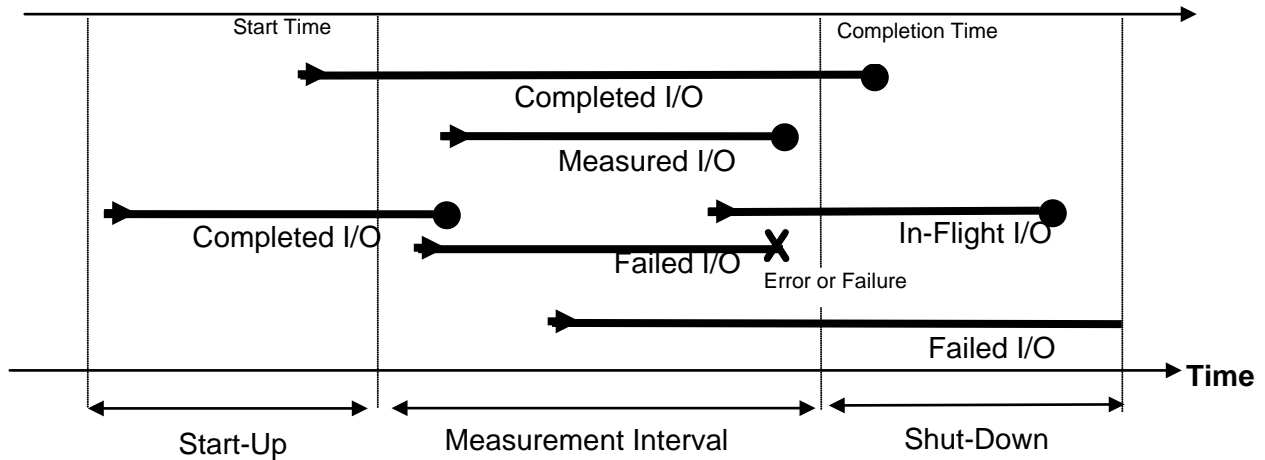 Start Time
Completion Time
Completed I/O
Measured I/O
Completed I/O
In-Flight I/O
Failed I/O
Error or Failure
Failed I/O
Time
Start-Up
Measurement Interval
Shut-Down